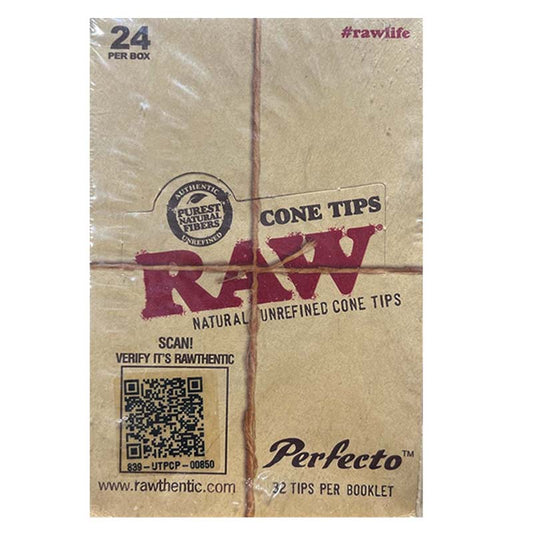 24
PER BOX
#rawlife
AUTHENTIC
PUREST
NATURAL
FIBERS
UNREFINED
CONE TIPS
RAW®
NATURAL UNREFINED CONE TIPS
SCAN!
VERIFY IT'S RAWTHENTIC
839-UTPCP-00850
www.rawthentic.com
Perfecto™
32 TIPS PER BOOKLET